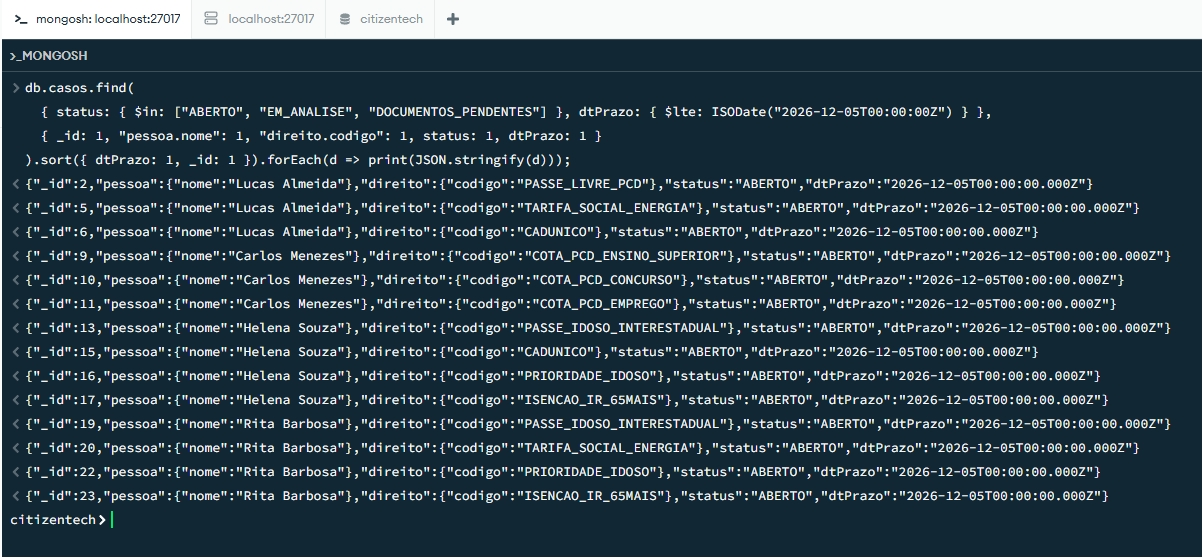 >_ mongosh: localhost:27017 localhost:27017 citizentech +
>_MONGOSH
> db.casos.find(
{ status: { $in: ["ABERTO", "EM_ANALISE", "DOCUMENTOS_PENDENTES"] }, dtPrazo: { $lte: ISODate("2026-12-05T00:00:00Z") } },
{ _id: 1, "pessoa.nome": 1, "direito.codigo": 1, status: 1, dtPrazo: 1 }
).sort({ dtPrazo: 1, _id: 1 }).forEach(d => print(JSON.stringify(d)));
< {"_id":2,"pessoa":{"nome":"Lucas Almeida"},"direito":{"codigo":"PASSE_LIVRE_PCD"},"status":"ABERTO","dtPrazo":"2026-12-05T00:00:00.000Z"}
< {"_id":5,"pessoa":{"nome":"Lucas Almeida"},"direito":{"codigo":"TARIFA_SOCIAL_ENERGIA"},"status":"ABERTO","dtPrazo":"2026-12-05T00:00:00.000Z"}
< {"_id":6,"pessoa":{"nome":"Lucas Almeida"},"direito":{"codigo":"CADUNICO"},"status":"ABERTO","dtPrazo":"2026-12-05T00:00:00.000Z"}
< {"_id":9,"pessoa":{"nome":"Carlos Menezes"},"direito":{"codigo":"COTA_PCD_ENSINO_SUPERIOR"},"status":"ABERTO","dtPrazo":"2026-12-05T00:00:00.000Z"}
< {"_id":10,"pessoa":{"nome":"Carlos Menezes"},"direito":{"codigo":"COTA_PCD_CONCURSO"},"status":"ABERTO","dtPrazo":"2026-12-05T00:00:00.000Z"}
< {"_id":11,"pessoa":{"nome":"Carlos Menezes"},"direito":{"codigo":"COTA_PCD_EMPREGO"},"status":"ABERTO","dtPrazo":"2026-12-05T00:00:00.000Z"}
< {"_id":13,"pessoa":{"nome":"Helena Souza"},"direito":{"codigo":"PASSE_IDOSO_INTERESTADUAL"},"status":"ABERTO","dtPrazo":"2026-12-05T00:00:00.000Z"}
< {"_id":15,"pessoa":{"nome":"Helena Souza"},"direito":{"codigo":"CADUNICO"},"status":"ABERTO","dtPrazo":"2026-12-05T00:00:00.000Z"}
< {"_id":16,"pessoa":{"nome":"Helena Souza"},"direito":{"codigo":"PRIORIDADE_IDOSO"},"status":"ABERTO","dtPrazo":"2026-12-05T00:00:00.000Z"}
< {"_id":17,"pessoa":{"nome":"Helena Souza"},"direito":{"codigo":"ISENCAO_IR_65MAIS"},"status":"ABERTO","dtPrazo":"2026-12-05T00:00:00.000Z"}
< {"_id":19,"pessoa":{"nome":"Rita Barbosa"},"direito":{"codigo":"PASSE_IDOSO_INTERESTADUAL"},"status":"ABERTO","dtPrazo":"2026-12-05T00:00:00.000Z"}
< {"_id":20,"pessoa":{"nome":"Rita Barbosa"},"direito":{"codigo":"TARIFA_SOCIAL_ENERGIA"},"status":"ABERTO","dtPrazo":"2026-12-05T00:00:00.000Z"}
< {"_id":22,"pessoa":{"nome":"Rita Barbosa"},"direito":{"codigo":"PRIORIDADE_IDOSO"},"status":"ABERTO","dtPrazo":"2026-12-05T00:00:00.000Z"}
< {"_id":23,"pessoa":{"nome":"Rita Barbosa"},"direito":{"codigo":"ISENCAO_IR_65MAIS"},"status":"ABERTO","dtPrazo":"2026-12-05T00:00:00.000Z"}
citizentech>